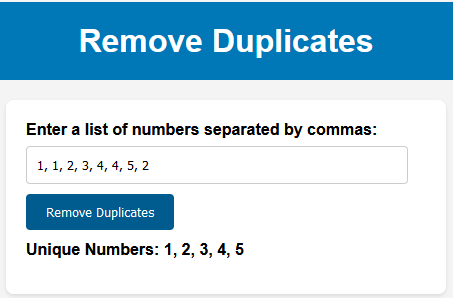 Remove Duplicates
Enter a list of numbers separated by commas:
1, 1, 2, 3, 4, 4, 5, 2
Remove Duplicates
Unique Numbers: 1, 2, 3, 4, 5